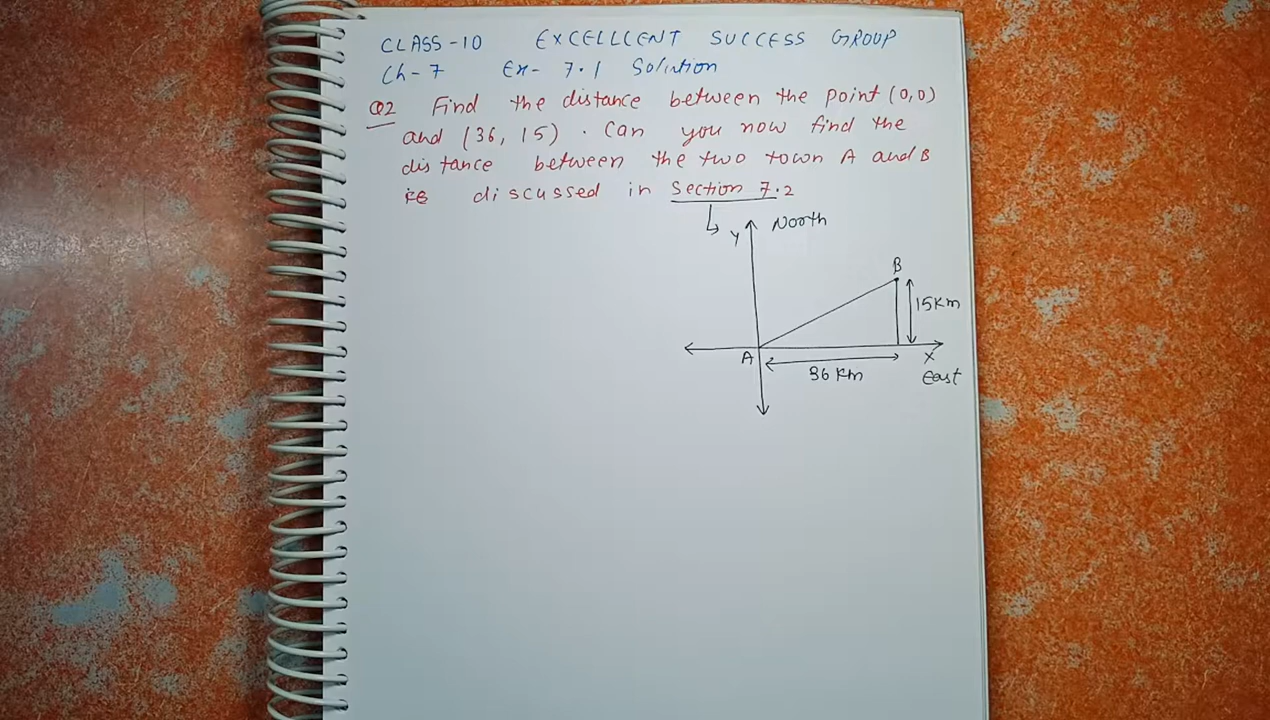 CLASS-10 EXCELLCENT SUCCESS GROUP
Ch-7 Ex- 7.1 Solution
Q2 Find the distance between the point (0,0)
and (36, 15). Can you now find the
distance between the two town A and B
discussed in Section 7.2
Y North
B
15Km
A
36 Km
X
East